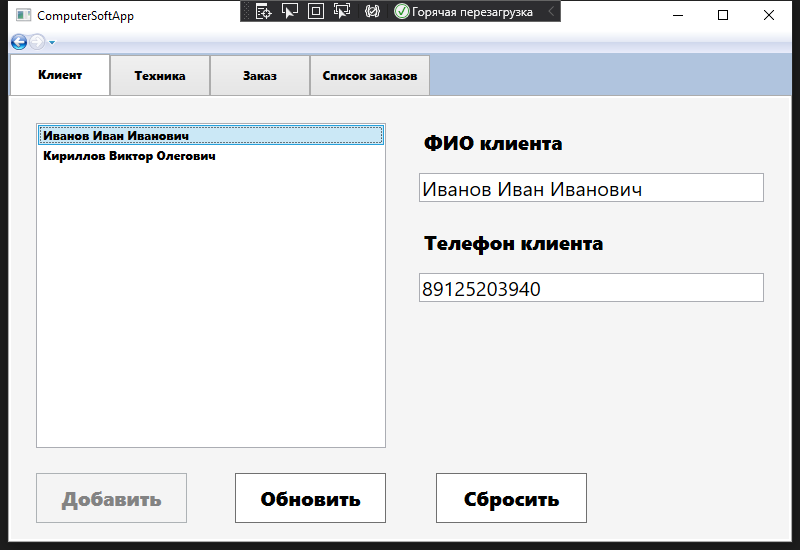 ComputerSoftApp
Горячая перезагрузка
Клиент
Техника
Заказ
Список заказов
Иванов Иван Иванович
Кириллов Виктор Олегович
ФИО клиента
Иванов Иван Иванович
Телефон клиента
89125203940
Добавить
Обновить
Сбросить